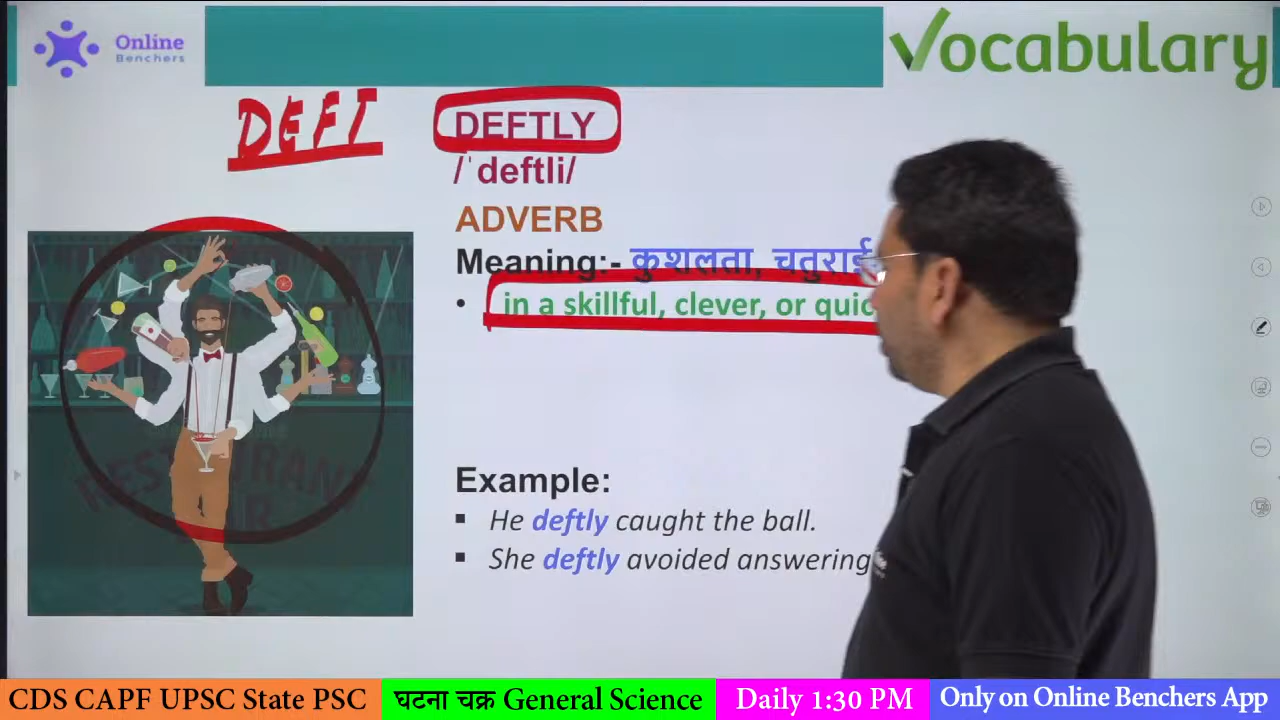 Online
Benchers
Vocabulary
DEFT
DEFTLY
/ˈdeftli/
ADVERB
Meaning:- कुशलता, चतुराई
• in a skillful, clever, or
Example:
▪ He deftly caught the ball.
▪ She deftly avoided answering
CDS CAPF UPSC State PSC
घटना चक्र General Science
Daily 1:30 PM
Only on Online Benchers App